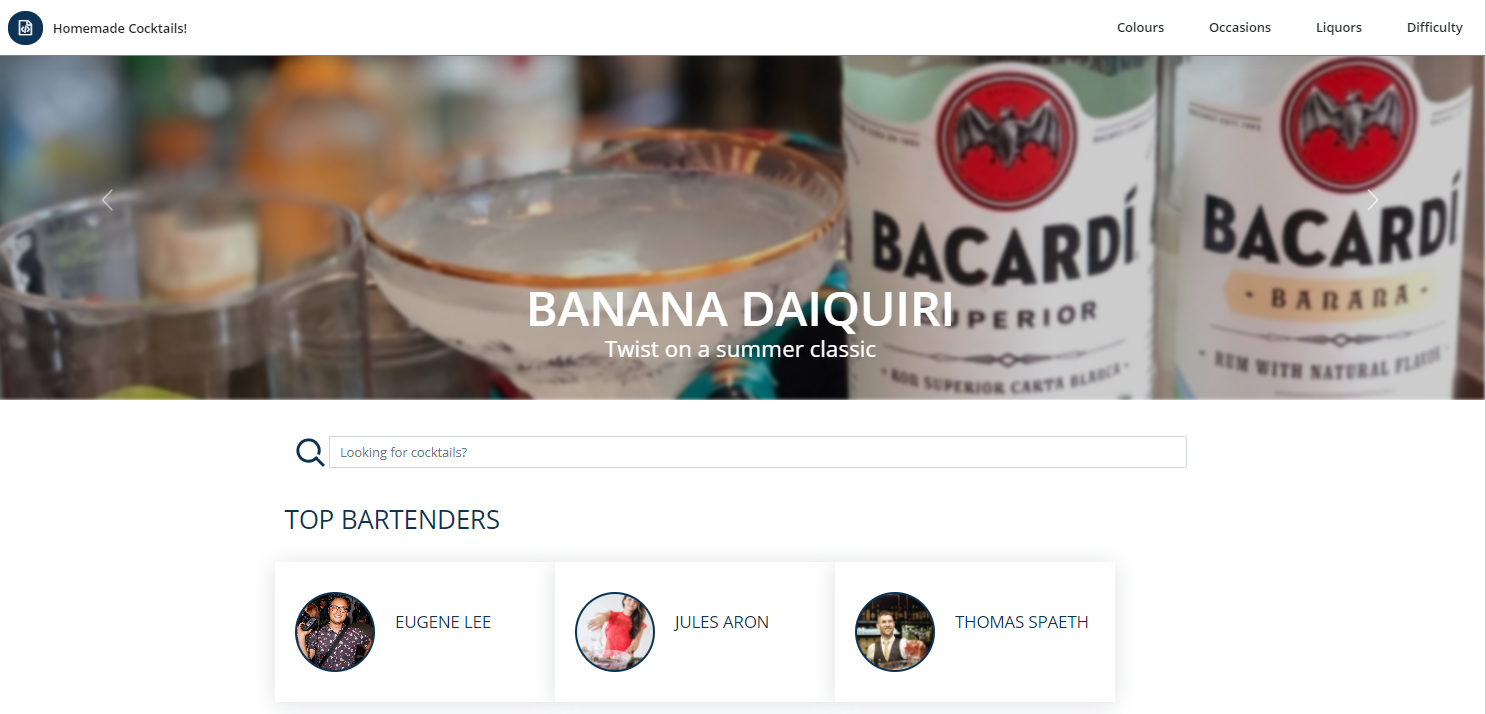 Homemade Cocktails!
Colours Occasions Liquors Difficulty
BACARDÍ
SUPERIOR
RON SUPERIOR CARTA BLANCA
BACARDÍ
BANANA
RUM WITH NATURAL FLAVOR
BANANA DAIQUIRI
Twist on a summer classic
Looking for cocktails?
TOP BARTENDERS
EUGENE LEE
JULES ARON
THOMAS SPAETH